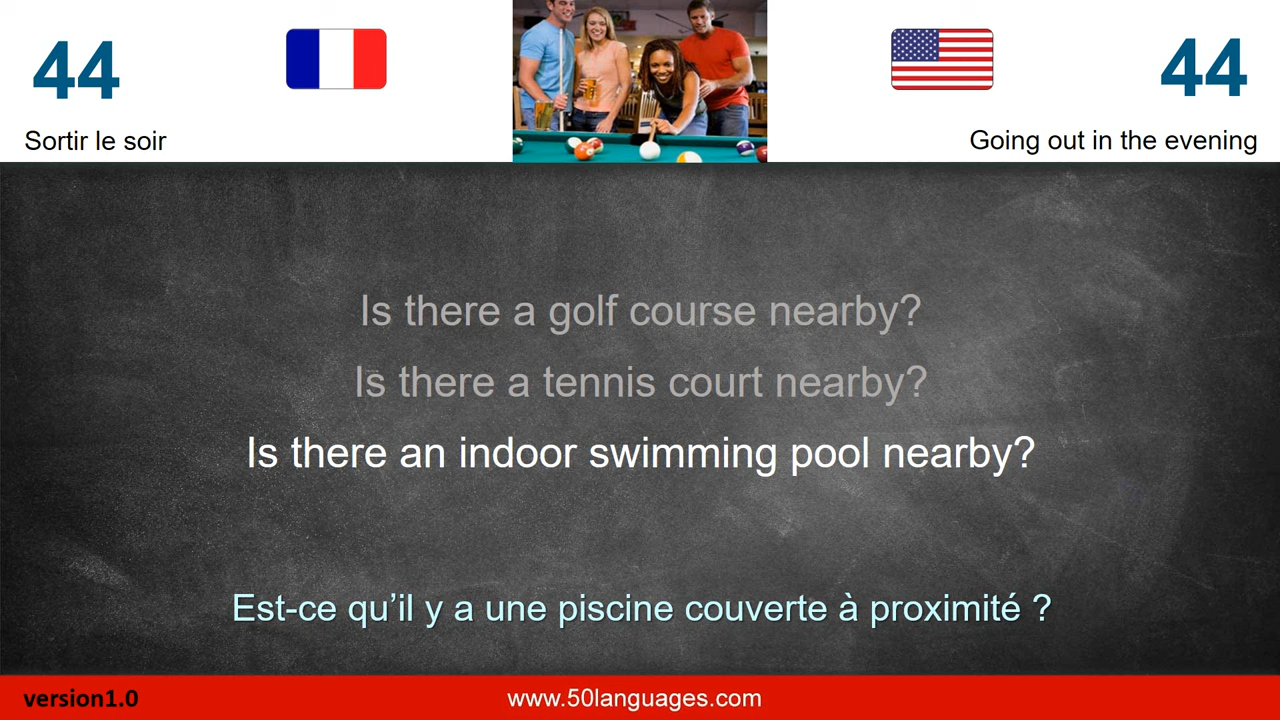 44
44
Sortir le soir
Going out in the evening
Is there a golf course nearby?
Is there a tennis court nearby?
Is there an indoor swimming pool nearby?
Est-ce qu’il y a une piscine couverte à proximité ?
version1.0
www.50languages.com